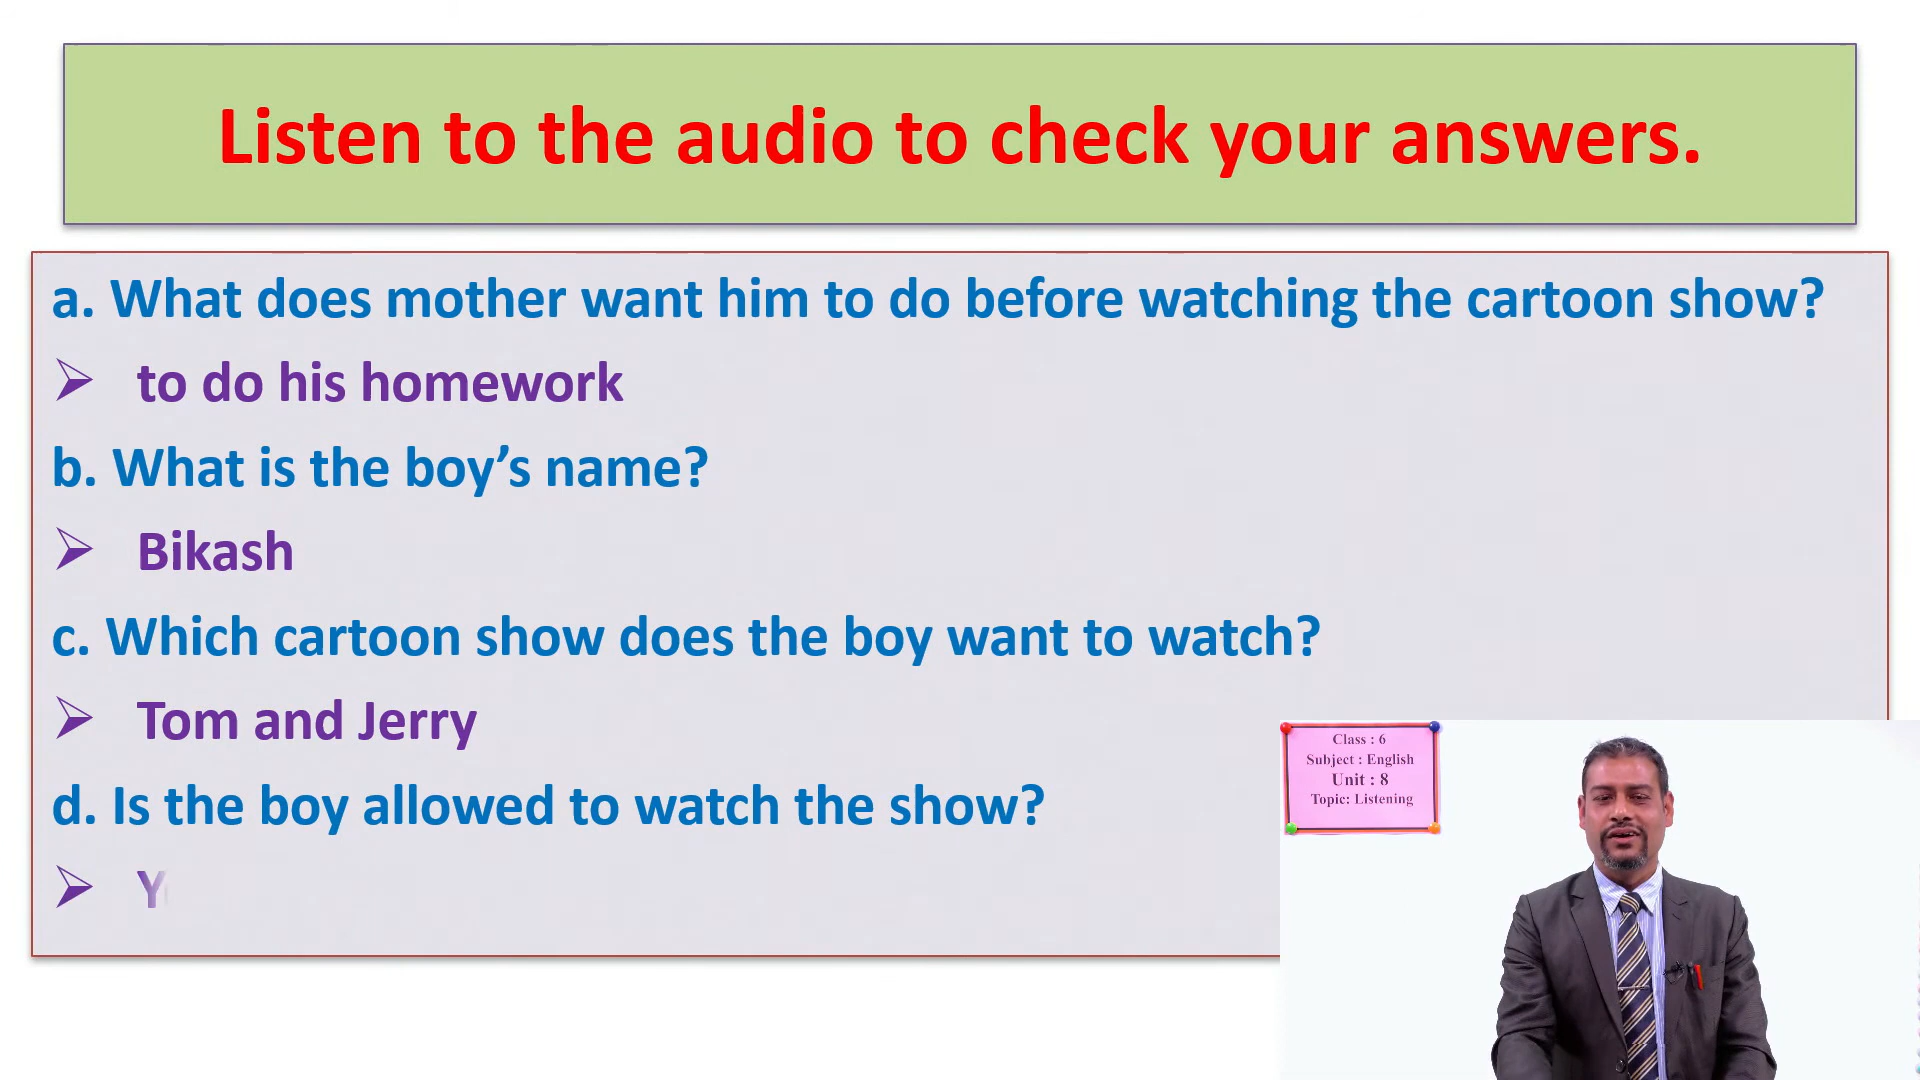 Listen to the audio to check your answers.
a. What does mother want him to do before watching the cartoon show?
to do his homework
b. What is the boy’s name?
Bikash
c. Which cartoon show does the boy want to watch?
Tom and Jerry
d. Is the boy allowed to watch the show?
Class : 6
Subject : English
Unit : 8
Topic: Listening